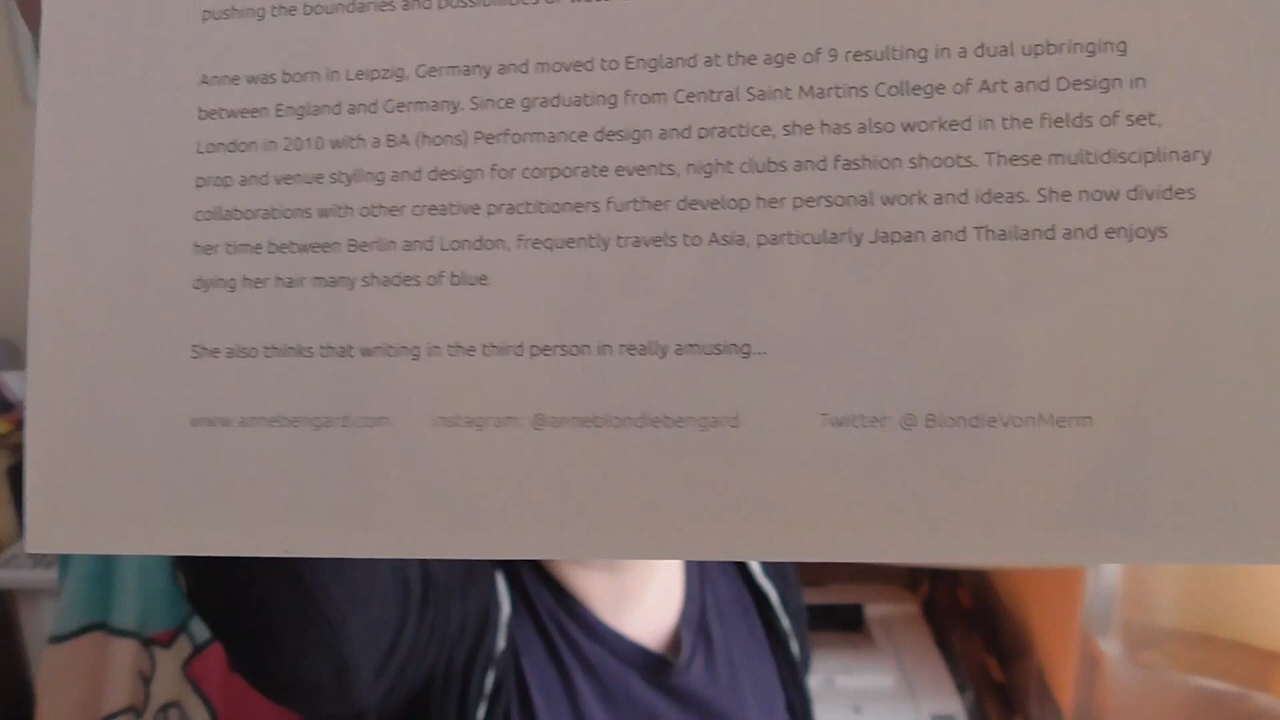 pushing the boundaries and possibilities of
Anne was born in Leipzig, Germany and moved to England at the age of 9 resulting in a dual upbringing
between England and Germany. Since graduating from Central Saint Martins College of Art and Design in
London in 2010 with a BA (hons) Performance design and practice, she has also worked in the fields of set,
prop and venue styling and design for corporate events, night clubs and fashion shoots. These multidisciplinary
collaborations with other creative practitioners further develop her personal work and ideas. She now divides
her time between Berlin and London, frequently travels to Asia, particularly Japan and Thailand and enjoys
dying her hair many shades of blue.
She also thinks that writing in the third person in really amusing...
www.annebengard.com Instagram: @anneblondiebengard Twitter: @ BlondieVonMerm